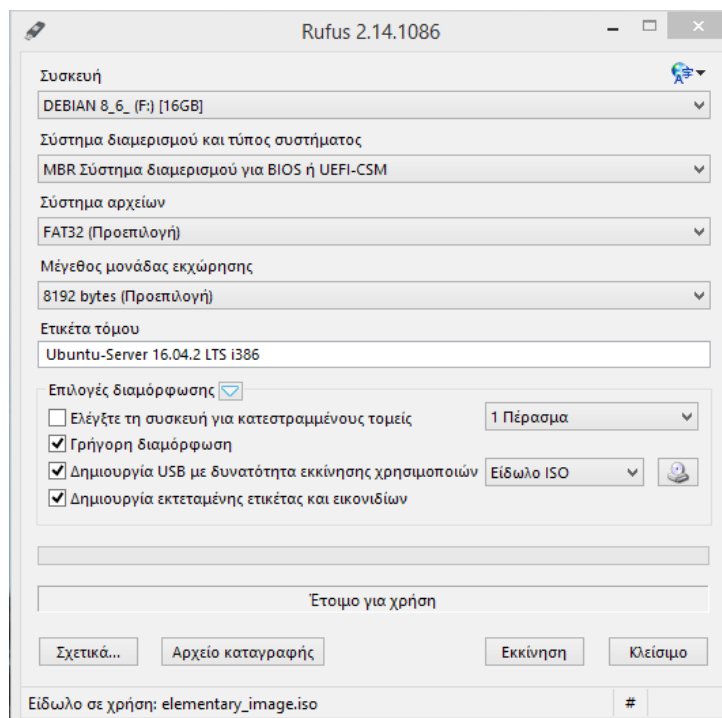 Rufus 2.14.1086
Συσκευή
DEBIAN 8_6_ (F:) [16GB]
Σύστημα διαμερισμού και τύπος συστήματος
MBR Σύστημα διαμερισμού για BIOS ή UEFI-CSM
Σύστημα αρχείων
FAT32 (Προεπιλογή)
Μέγεθος μονάδας εκχώρησης
8192 bytes (Προεπιλογή)
Ετικέτα τόμου
Ubuntu-Server 16.04.2 LTS i386
Επιλογές διαμόρφωσης
Ελέγξτε τη συσκευή για κατεστραμμένους τομείς 1 Πέρασμα
Γρήγορη διαμόρφωση
Δημιουργία USB με δυνατότητα εκκίνησης χρησιμοποιών Είδωλο ISO
Δημιουργία εκτεταμένης ετικέτας και εικονιδίων
Έτοιμο για χρήση
Σχετικά... Αρχείο καταγραφής Εκκίνηση Κλείσιμο
Είδωλο σε χρήση: elementary_image.iso #